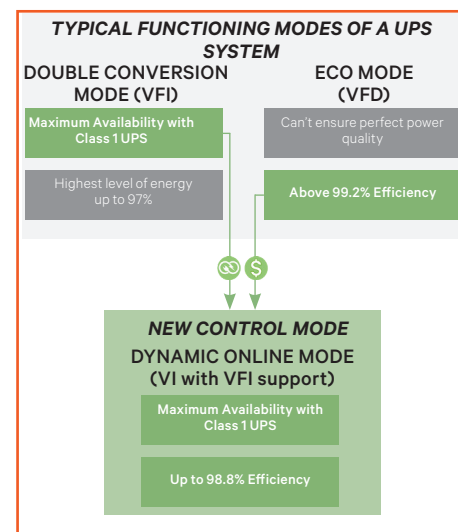 TYPICAL FUNCTIONING MODES OF A UPS
SYSTEM
DOUBLE CONVERSION
MODE (VFI)
Maximum Availability with
Class 1 UPS
Highest level of energy
up to 97%
ECO MODE
(VFD)
Can't ensure perfect power
quality
Above 99.2% Efficiency
$
NEW CONTROL MODE
DYNAMIC ONLINE MODE
(VI with VFI support)
Maximum Availability with
Class 1 UPS
Up to 98.8% Efficiency